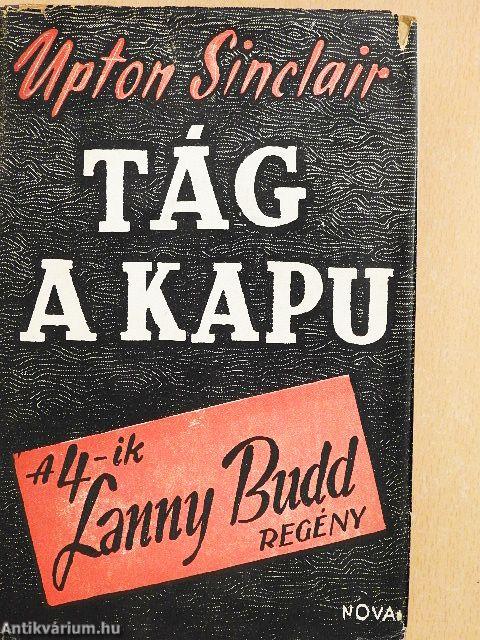 Upton Sinclair
TÁG
A KAPU
A 4-ik
Lanny Budd
REGÉNY
NOVA
Antikvárium.hu